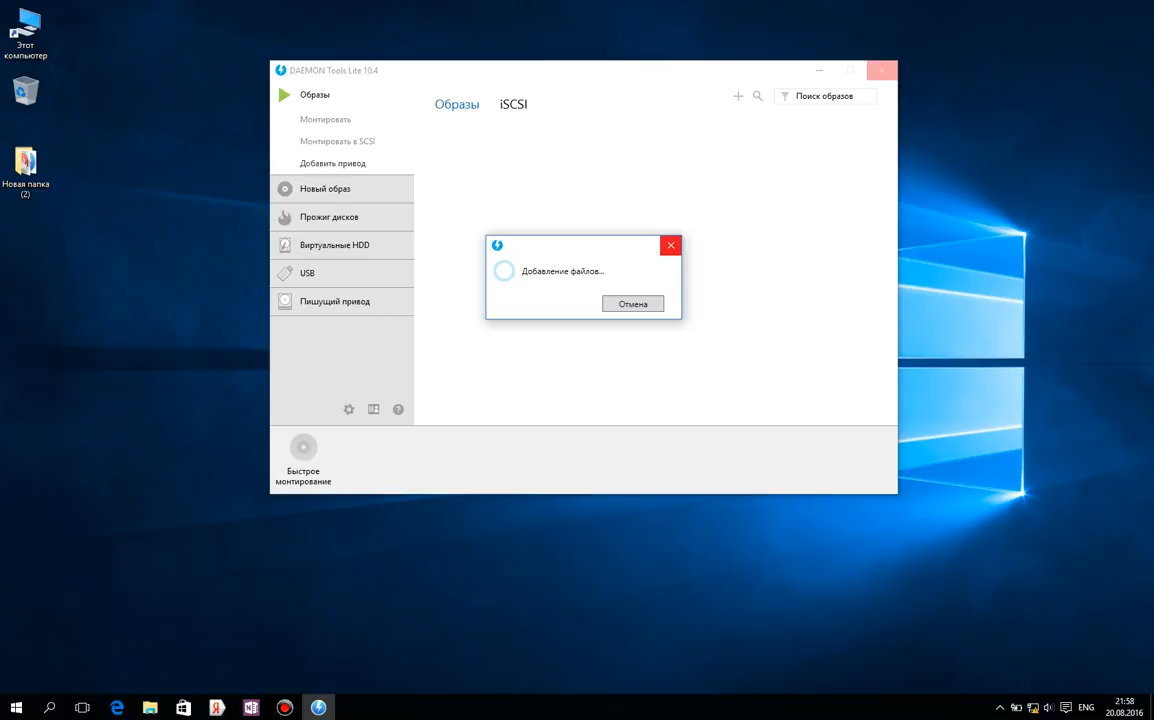 Этот
компьютер
Новая папка
(2)
DAEMON Tools Lite 10.4
Образы
Монтировать
Монтировать в SCSI
Добавить привод
Новый образ
Прожиг дисков
Виртуальные HDD
USB
Пишущий привод
Образы iSCSI
Поиск образов
Добавление файлов...
Отмена
Быстрое
монтирование
ENG
21:58
20.08.2016